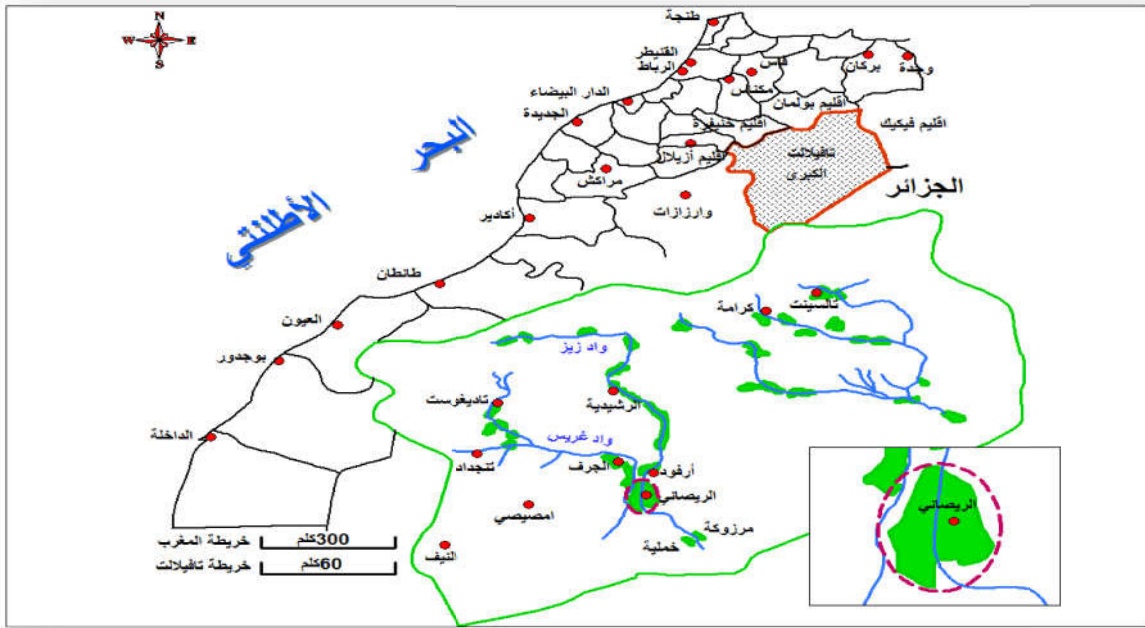 N
W E
S
طنجة
القنيطر
الرباط
فاس
مكناس
بركان
وجدة
الدار البيضاء
الجديدة
اقليم بولمان
اقليم خنيفرة
اقليم فيكيك
اقليم أزيلال
تافيلالت
الكبرى
الجزائر
مراكش
وارزازات
أكادير
البحر
الأطلنتي
طانطان
العيون
بوجدور
الداخلة
تالسينت
كرامة
واد زيز
الرشيدية
تاديغوست
واد غريس
تنجداد
الجرف
أرفود
الريصاني
امصيصي
مرزوكة
خملية
النيف
الريصاني
خريطة المغرب 300كلم
خريطة تافيلالت 60كلم